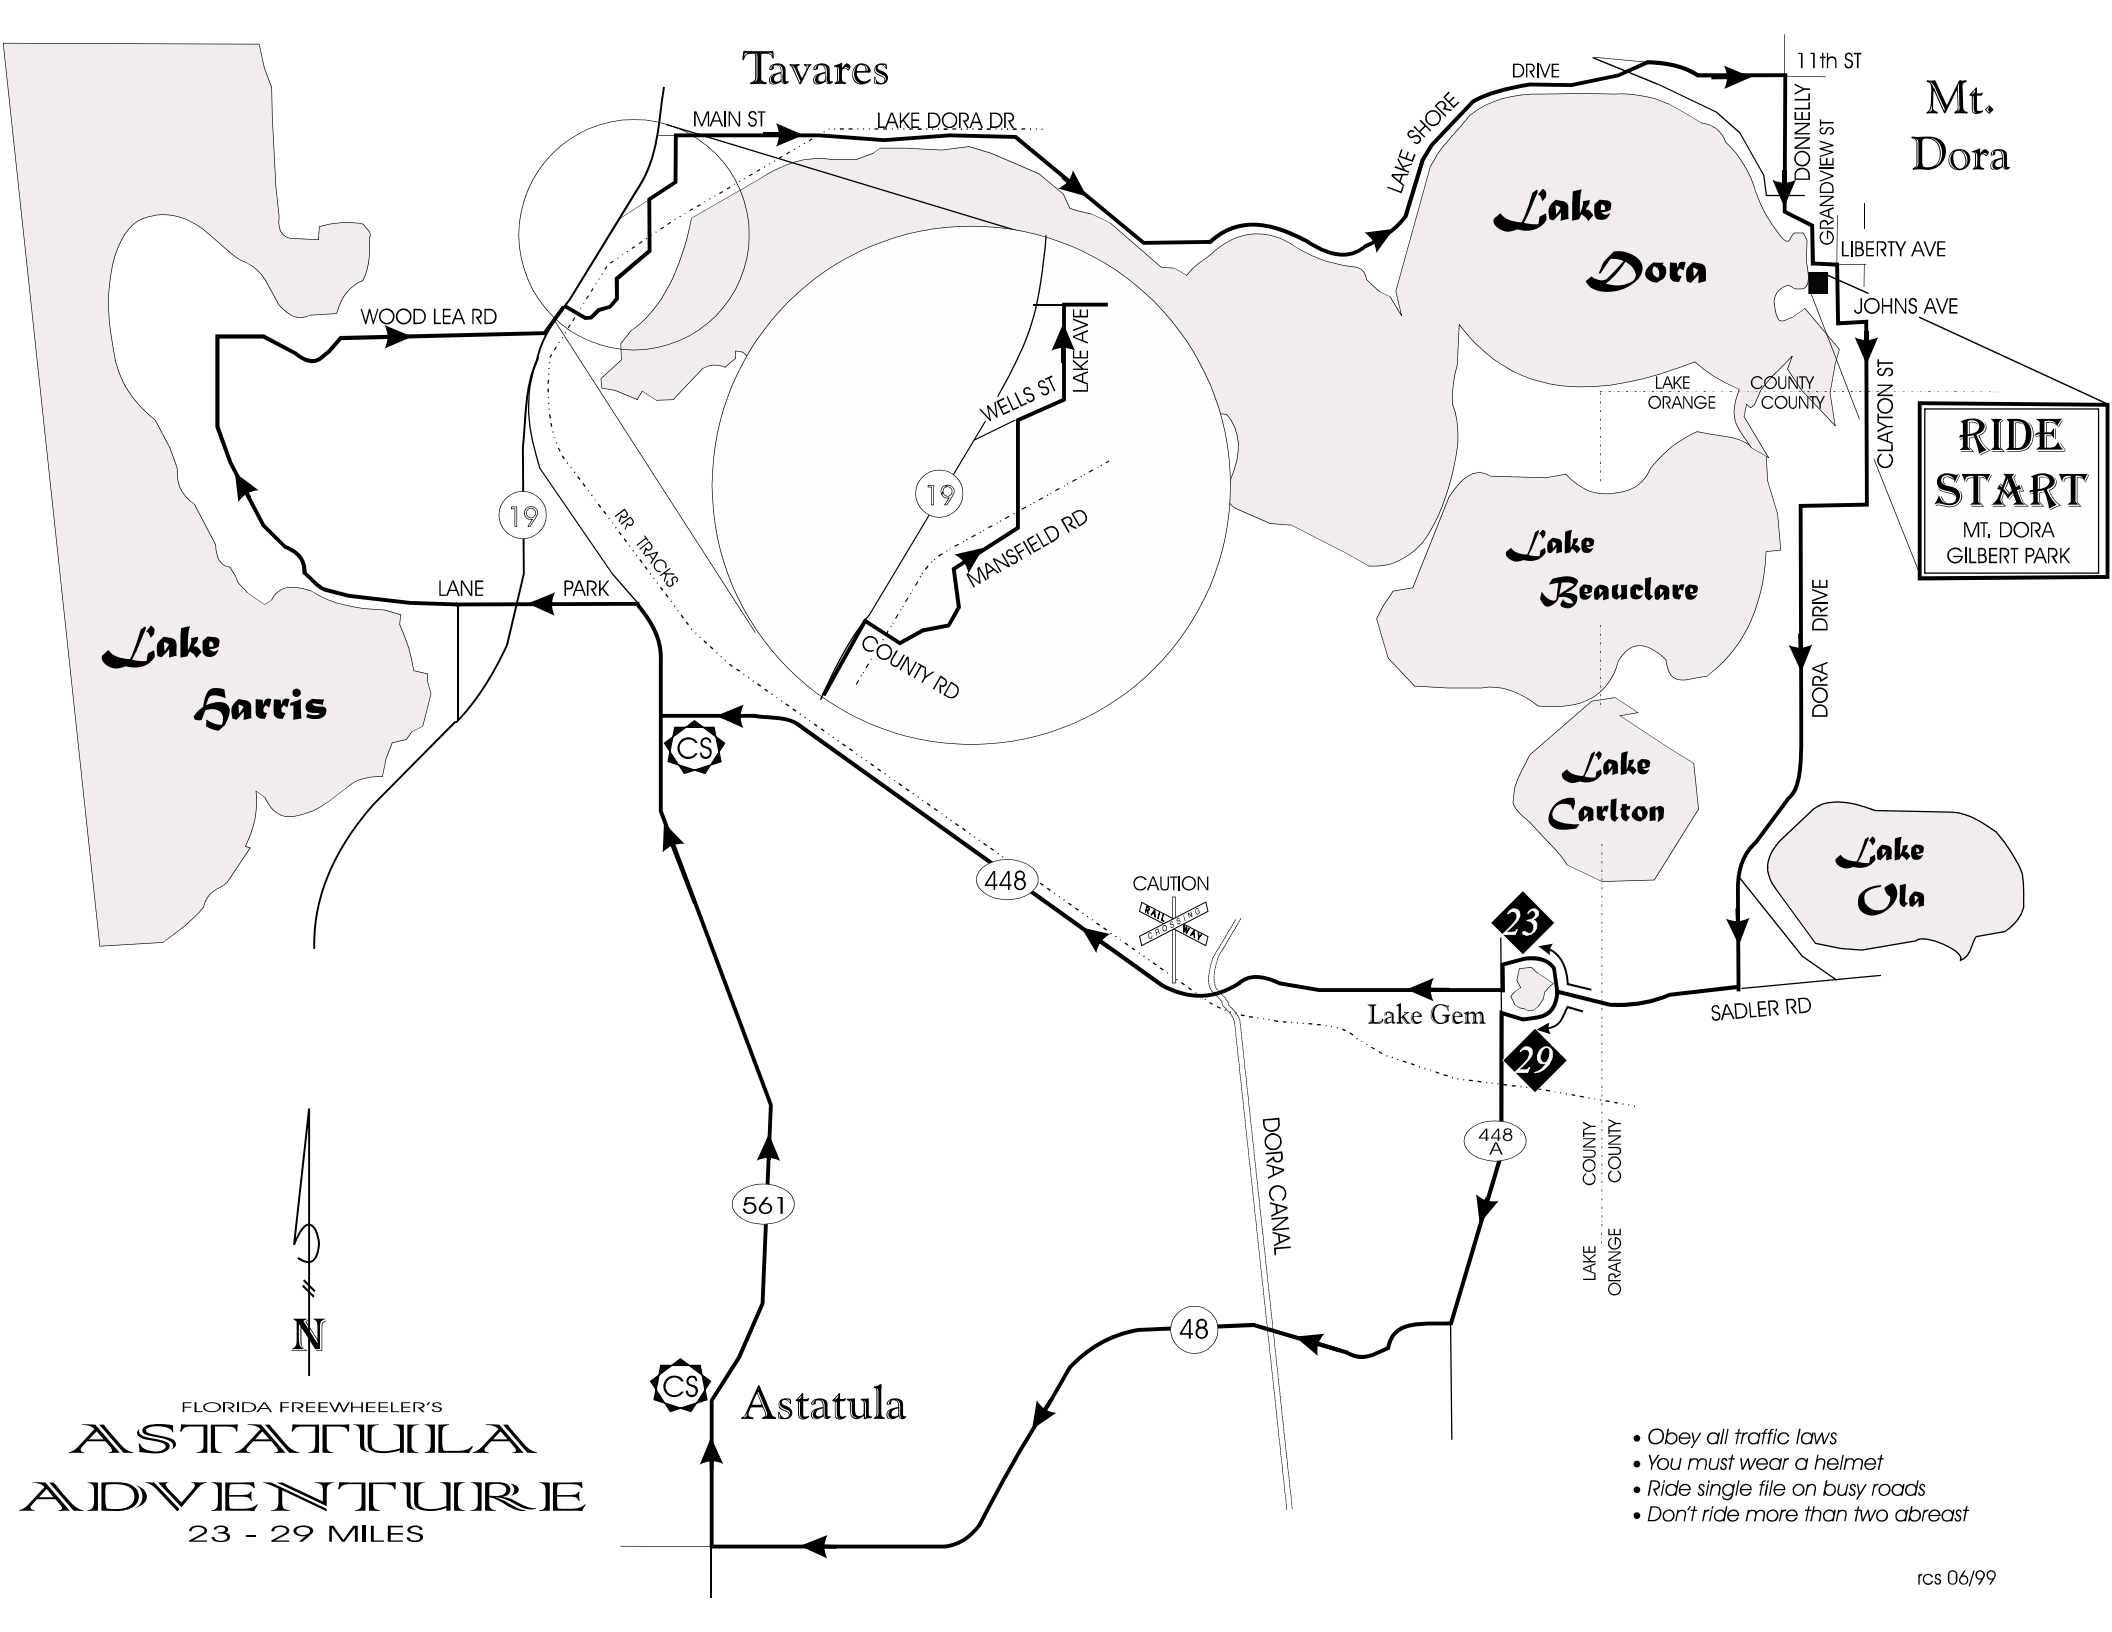 Tavares
MAIN ST
LAKE DORA DR
LAKE SHORE
DRIVE
11th ST
Mt.
Dora
DONNELLY
GRANDVIEW ST
LIBERTY AVE
JOHNS AVE
CLAYTON ST
Lake
Dora
LAKE COUNTY
ORANGE COUNTY
RIDE
START
MT. DORA
GILBERT PARK
WOOD LEA RD
19
RR TRACKS
LANE PARK
LAKE AVE
WELLS ST
19
MANSFIELD RD
COUNTY RD
Lake
Harris
CS
Lake
Beauclare
DORA DRIVE
Lake
Carlton
Lake
Ola
448
CAUTION
RAIL WAY
CROSSING
23
Lake Gem
29
SADLER RD
448
A
LAKE COUNTY
ORANGE COUNTY
DORA CANAL
561
48
CS
Astatula
N
FLORIDA FREEWHEELER'S
ASTATULA
ADVENTURE
23 - 29 MILES
• Obey all traffic laws
• You must wear a helmet
• Ride single file on busy roads
• Don't ride more than two abreast
rcs 06/99